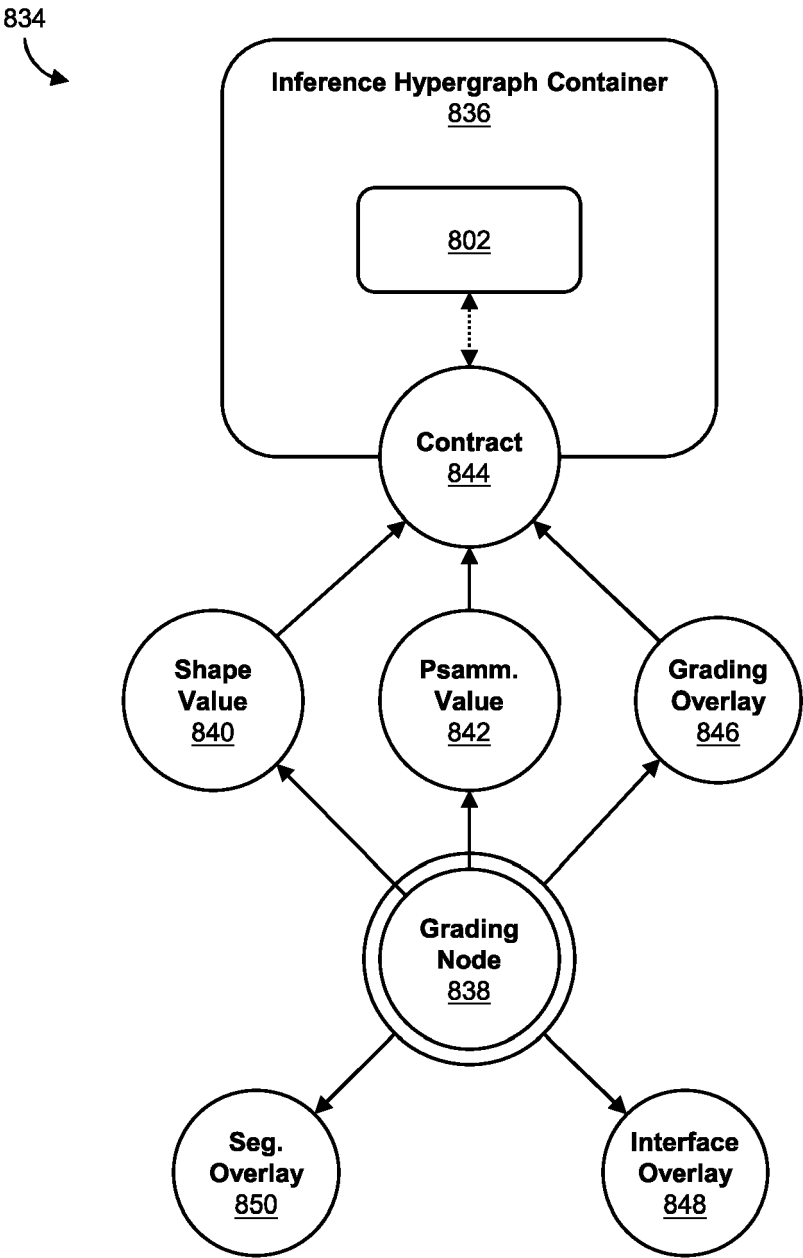 834
Inference Hypergraph Container
836
802
Contract
844
Shape
Value
840
Psamm.
Value
842
Grading
Overlay
846
Grading
Node
838
Seg.
Overlay
850
Interface
Overlay
848